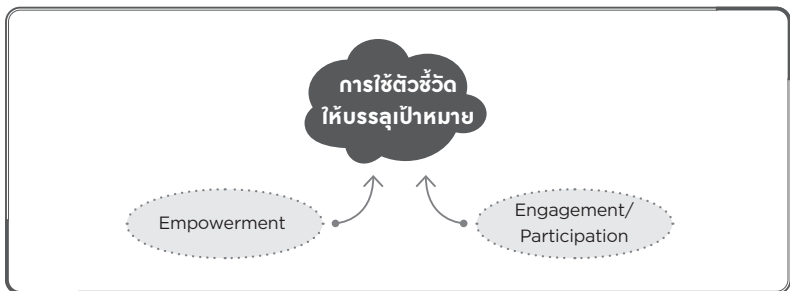 การใช้ตัวชี้วัด
ให้บรรลุเป้าหมาย
Empowerment
Engagement/
Participation